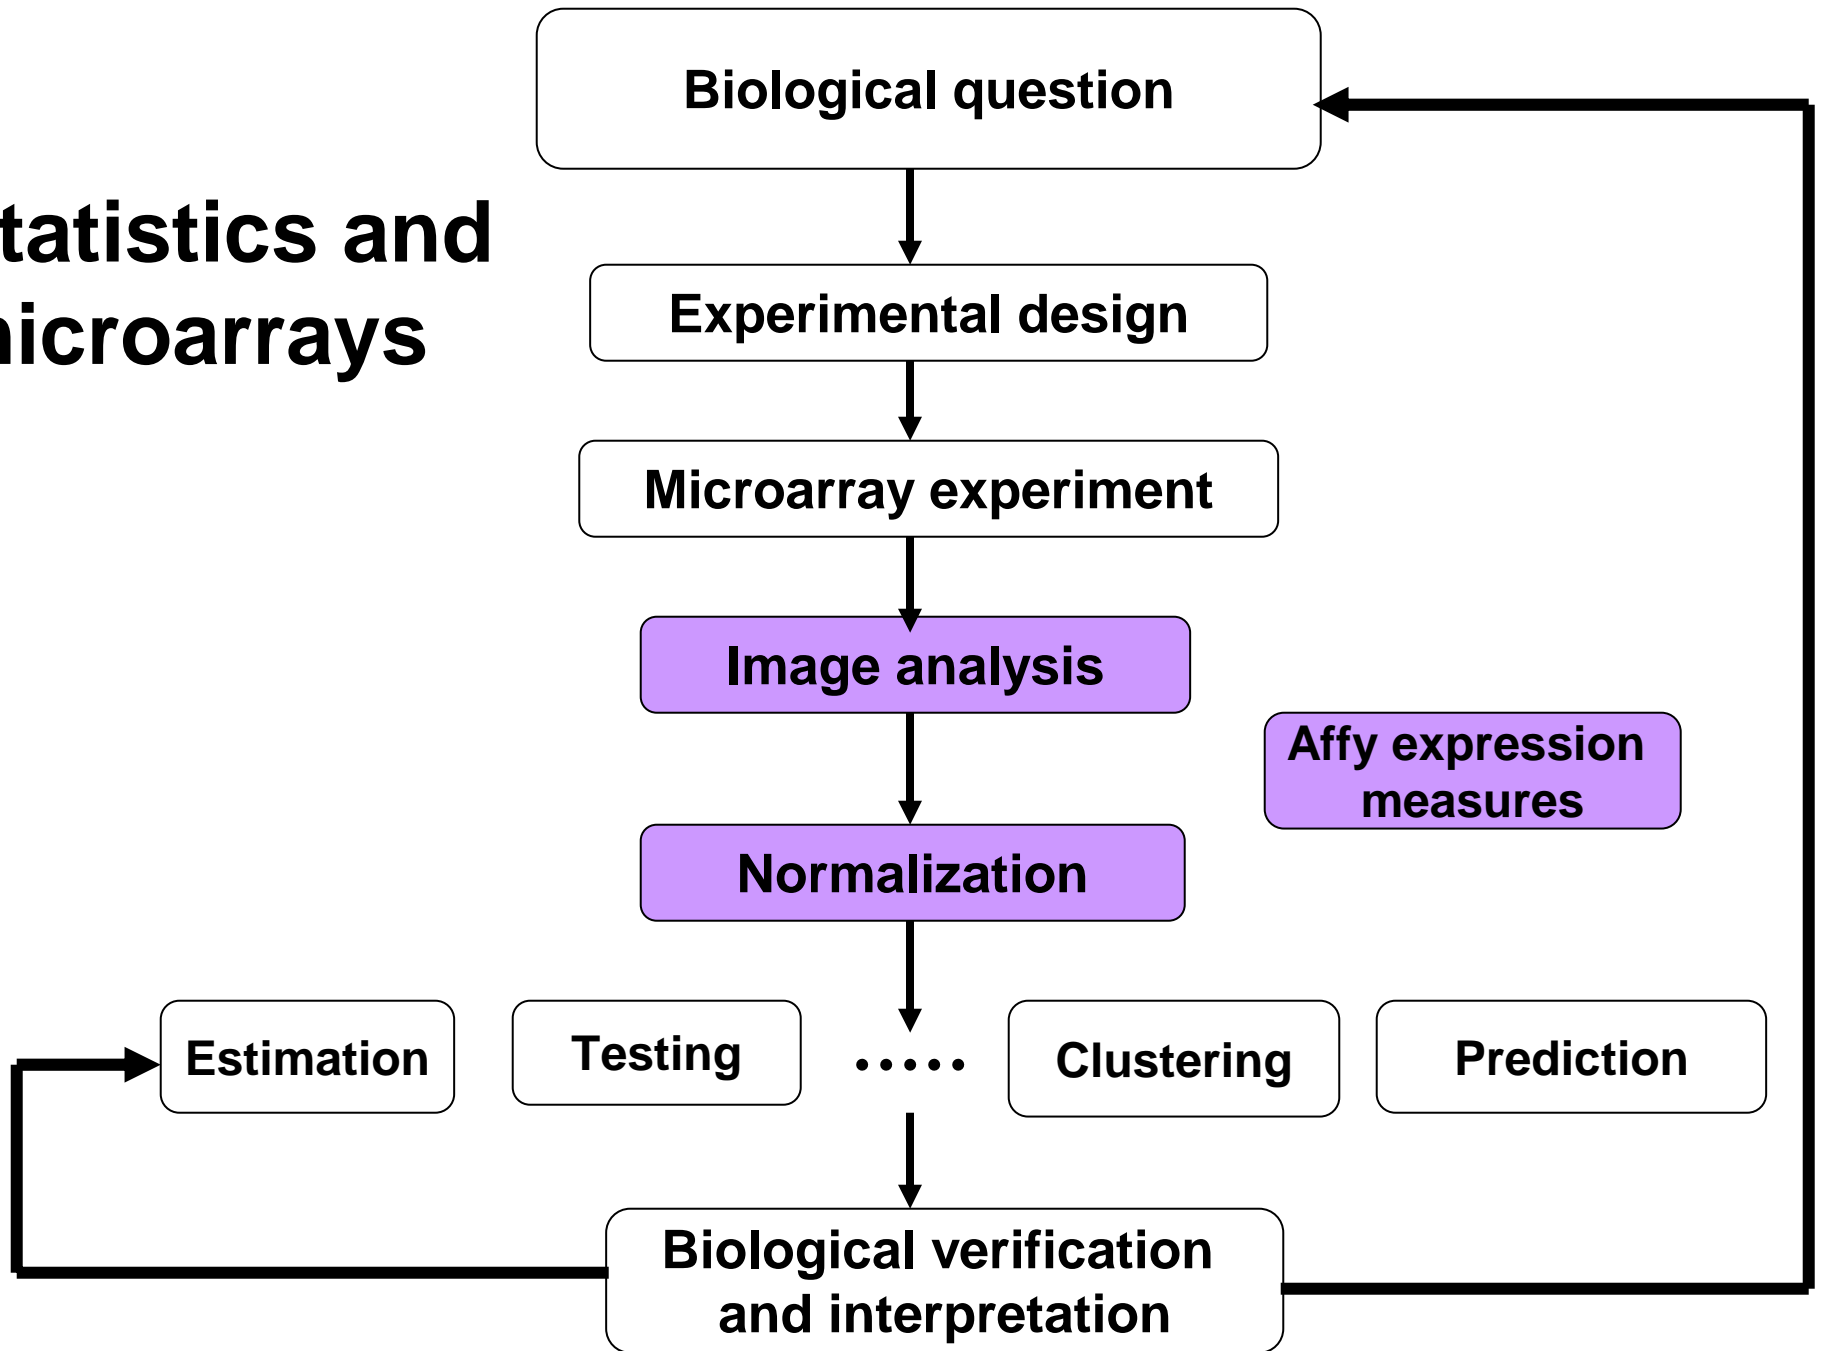 Biological question
tatistics and
icroarrays
Experimental design
Microarray experiment
Image analysis
Affy expression
measures
Normalization
Estimation
Testing
.....
Clustering
Prediction
Biological verification
and interpretation